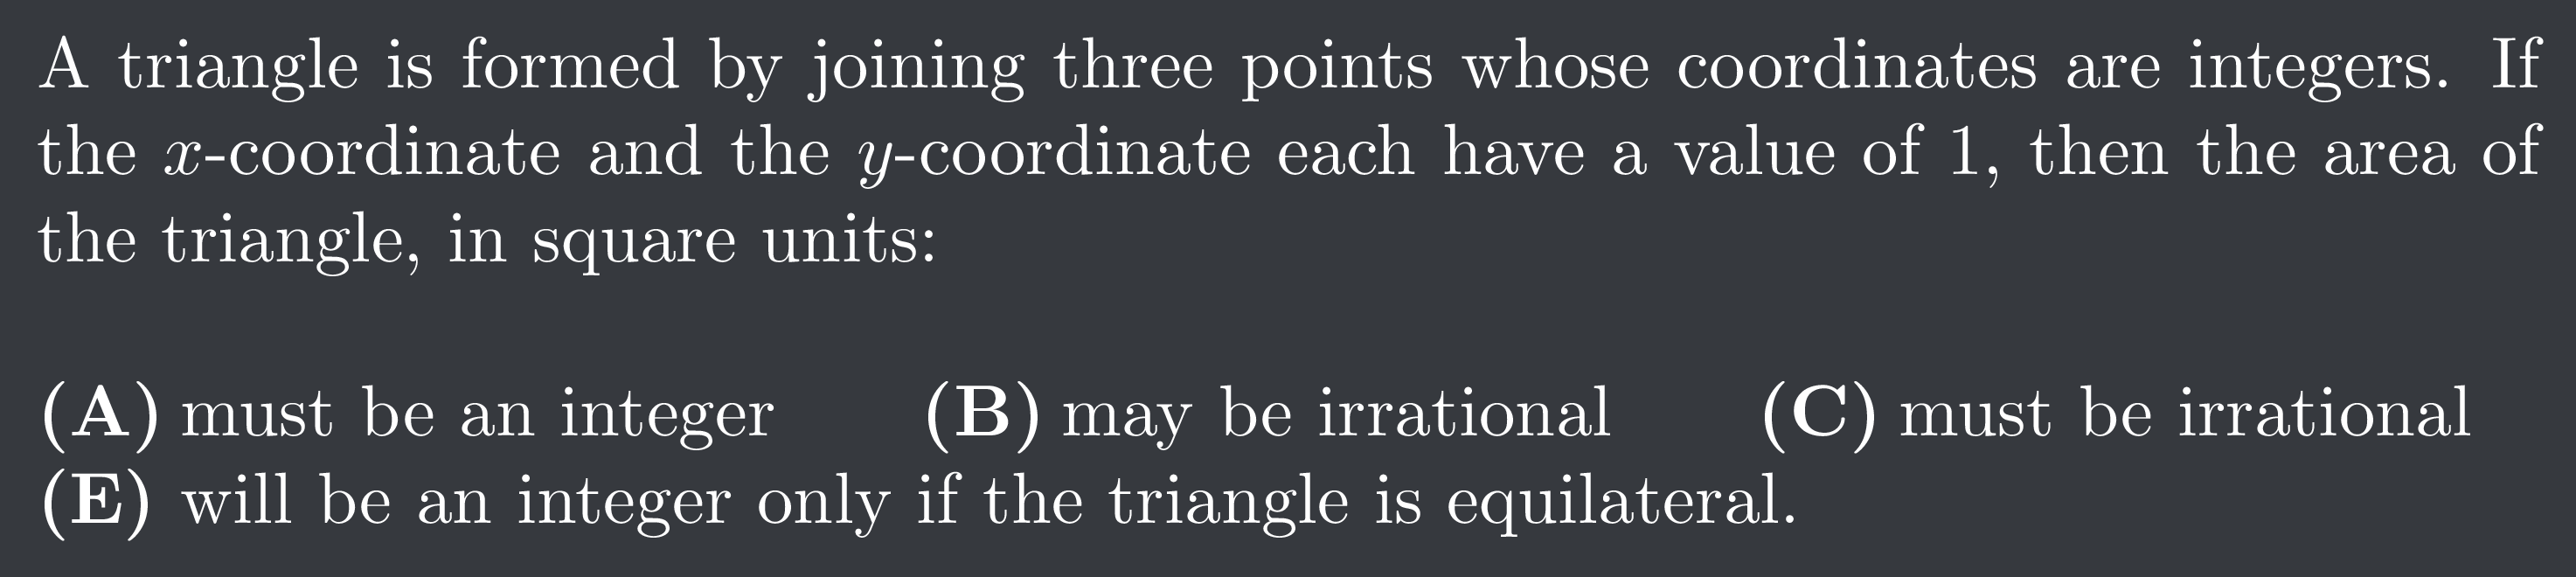 A triangle is formed by joining three points whose coordinates are integers. If
the x-coordinate and the y-coordinate each have a value of 1, then the area of
the triangle, in square units:
(A) must be an integer (B) may be irrational (C) must be irrational
(E) will be an integer only if the triangle is equilateral.